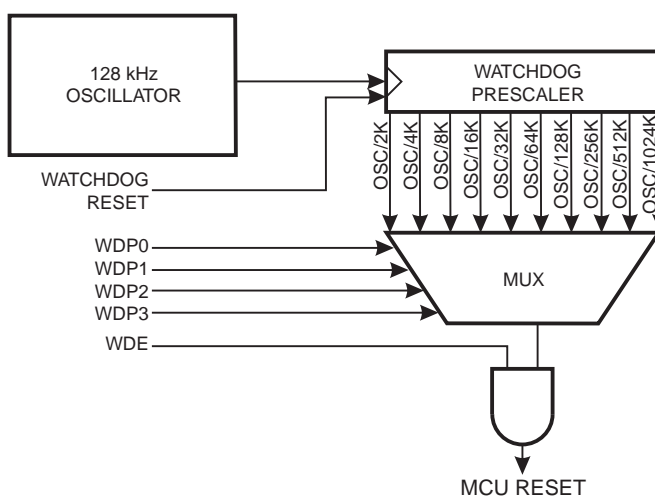 128 kHz
OSCILLATOR
WATCHDOG
PRESCALER
OSC/2K
OSC/4K
OSC/8K
OSC/16K
OSC/32K
OSC/64K
OSC/128K
OSC/256K
OSC/512K
OSC/1024K
WATCHDOG
RESET
WDP0
WDP1
WDP2
WDP3
WDE
MUX
MCU RESET